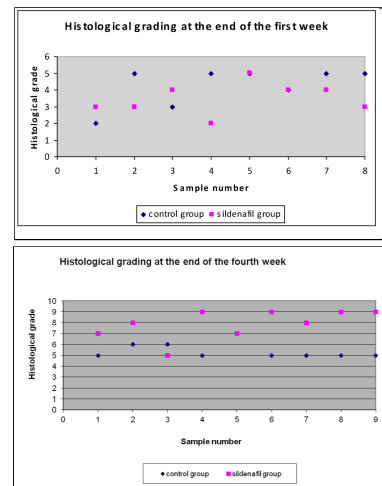 Histological grading at the end of the first week
6
5
4
3
2
1
0
0 1 2 3 4 5 6 7 8
Histological grade
Sample number
control group sildenafil group
Histological grading at the end of the fourth week
10
9
8
7
6
5
4
3
2
1
0
0 1 2 3 4 5 6 7 8 9
Histological grade
Sample number
control group sildenafil group